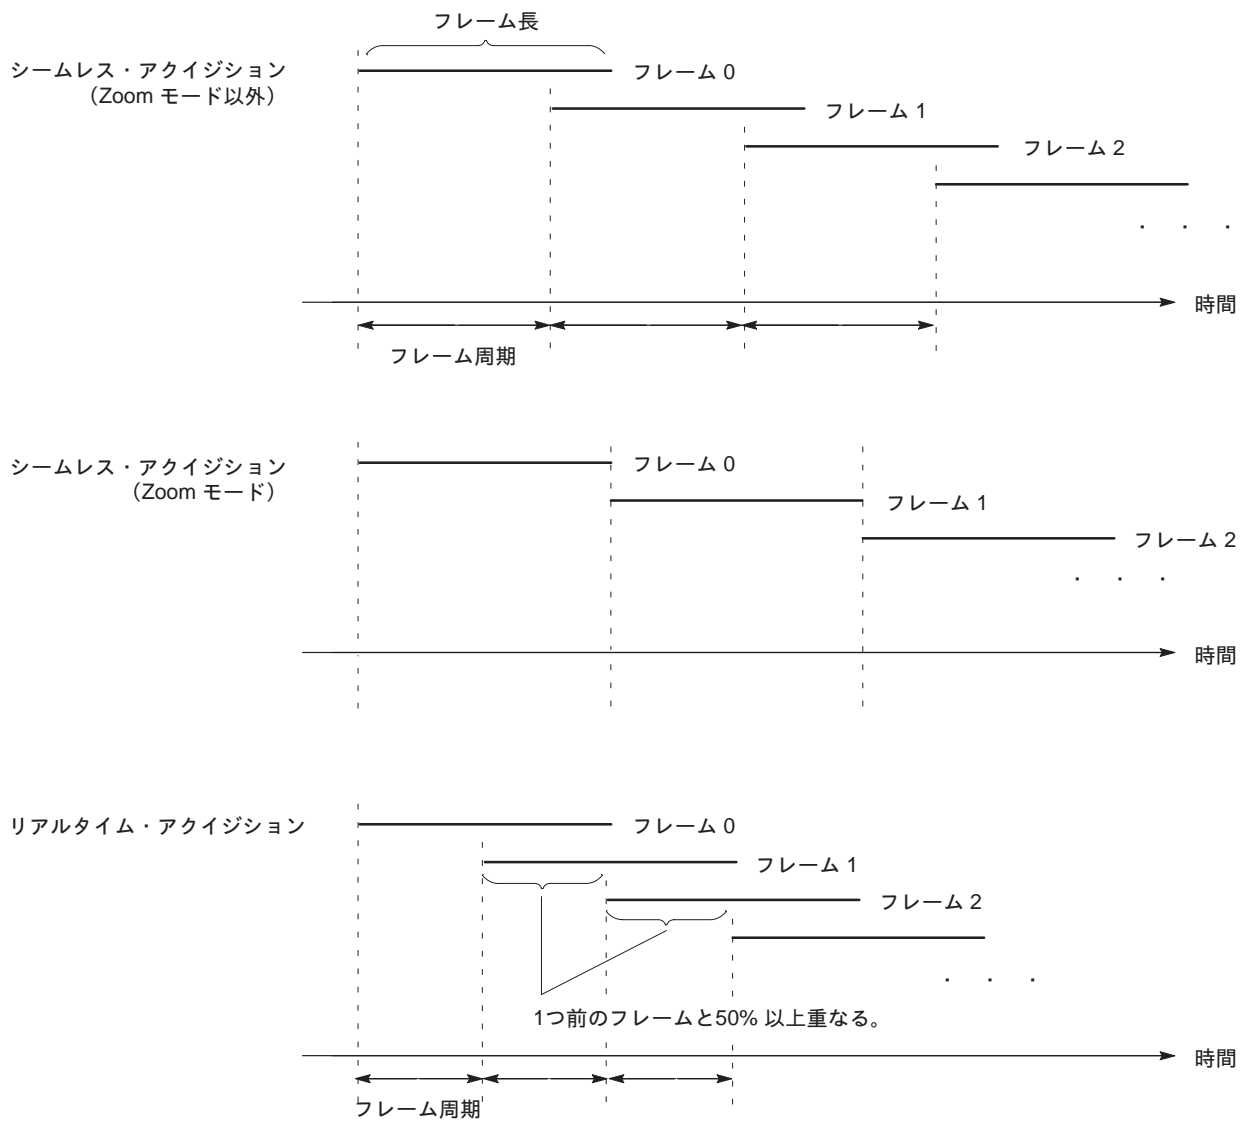 フレーム長
シームレス・アクイジション
（Zoom モード以外）
フレーム 0
フレーム 1
フレーム 2
. . .
時間
フレーム周期
シームレス・アクイジション
（Zoom モード）
フレーム 0
フレーム 1
フレーム 2
. . .
時間
リアルタイム・アクイジション
フレーム 0
フレーム 1
フレーム 2
. . .
1つ前のフレームと50% 以上重なる。
時間
フレーム周期